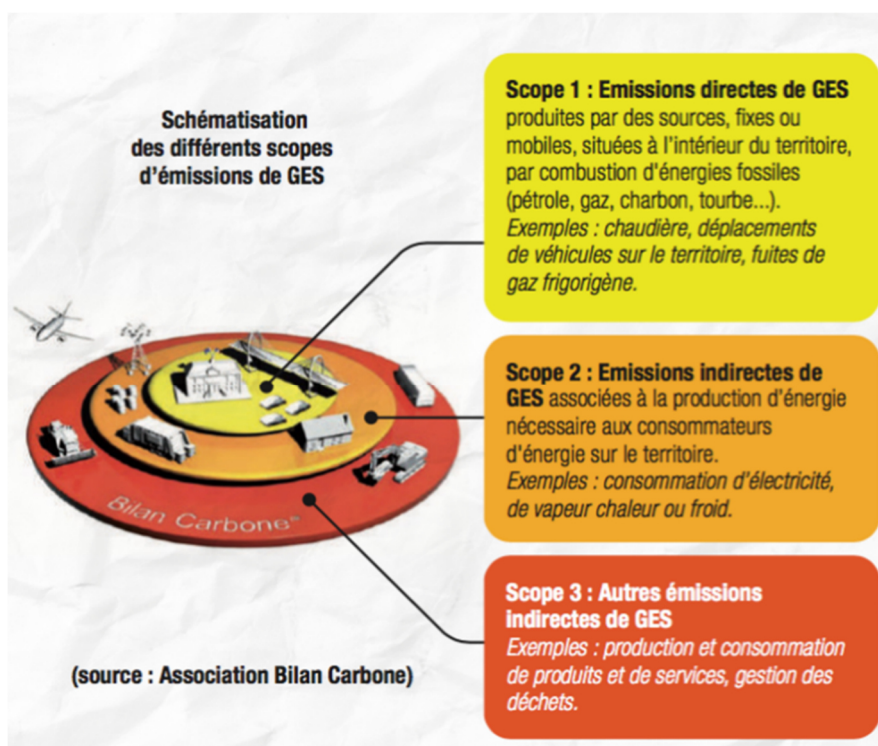 Schématisation
des différents scopes
d'émissions de GES
Scope 1 : Emissions directes de GES
produites par des sources, fixes ou
mobiles, situées à l'intérieur du territoire,
par combustion d'énergies fossiles
(pétrole, gaz, charbon, tourbe...).
Exemples : chaudière, déplacements
de véhicules sur le territoire, fuites de
gaz frigorigène.
Scope 2 : Emissions indirectes de
GES associées à la production d'énergie
nécessaire aux consommateurs
d'énergie sur le territoire.
Exemples : consommation d'électricité,
de vapeur chaleur ou froid.
Bilan Carbone®
Scope 3 : Autres émissions
indirectes de GES
Exemples : production et consommation
de produits et de services, gestion des
déchets.
(source : Association Bilan Carbone)